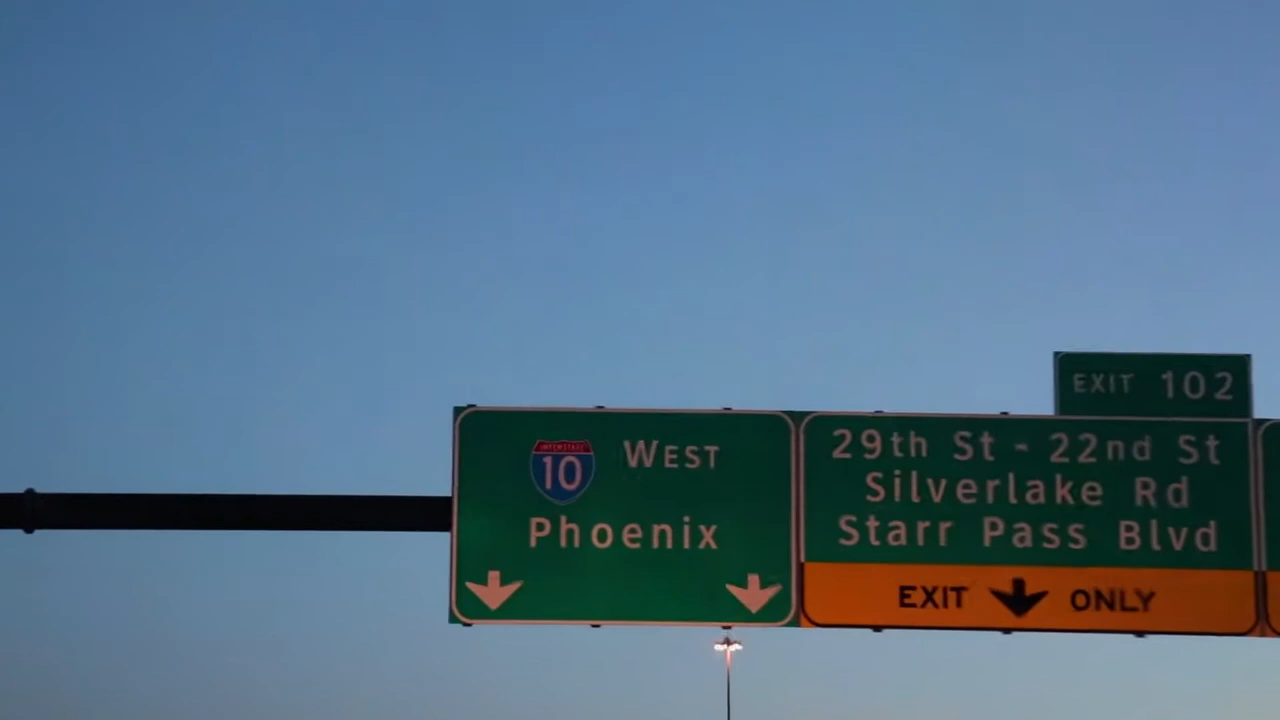 EXIT 102
INTERSTATE
10 WEST
Phoenix
29th St - 22nd St
Silverlake Rd
Starr Pass Blvd
EXIT ONLY